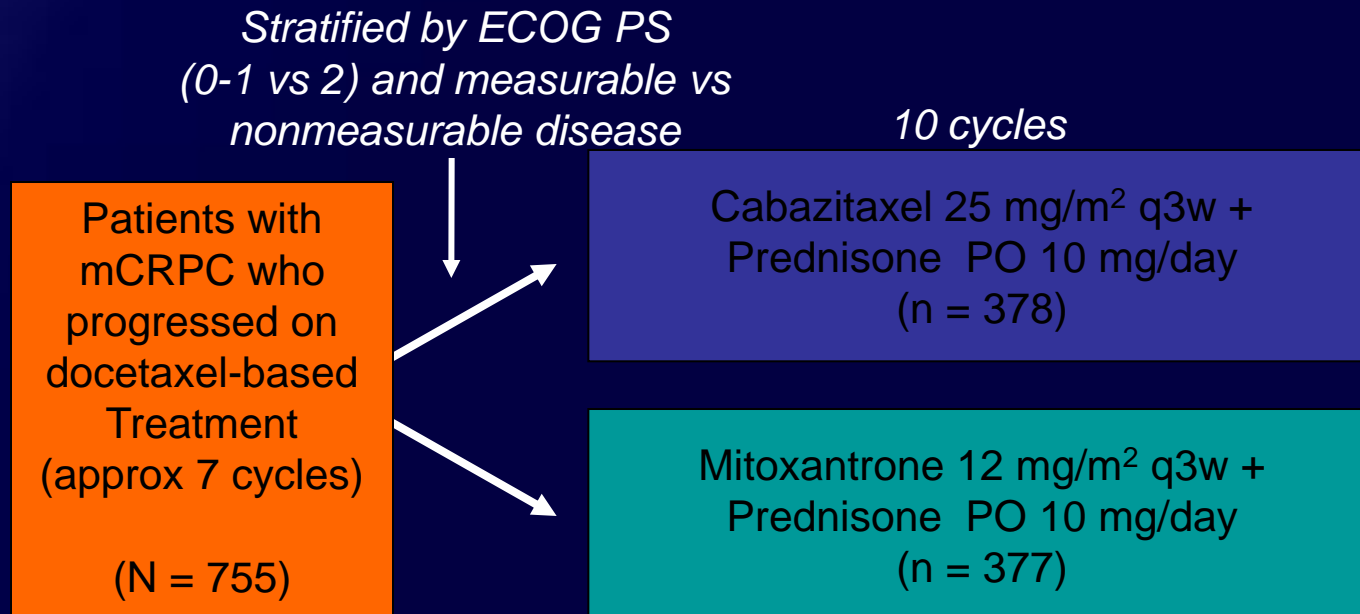 Stratified by ECOG PS
(0-1 vs 2) and measurable vs
nonmeasurable disease
10 cycles
Patients with
mCRPC who
progressed on
docetaxel-based
Treatment
(approx 7 cycles)
(N = 755)
Cabazitaxel 25 mg/m² q3w +
Prednisone PO 10 mg/day
(n = 378)
Mitoxantrone 12 mg/m² q3w +
Prednisone PO 10 mg/day
(n = 377)